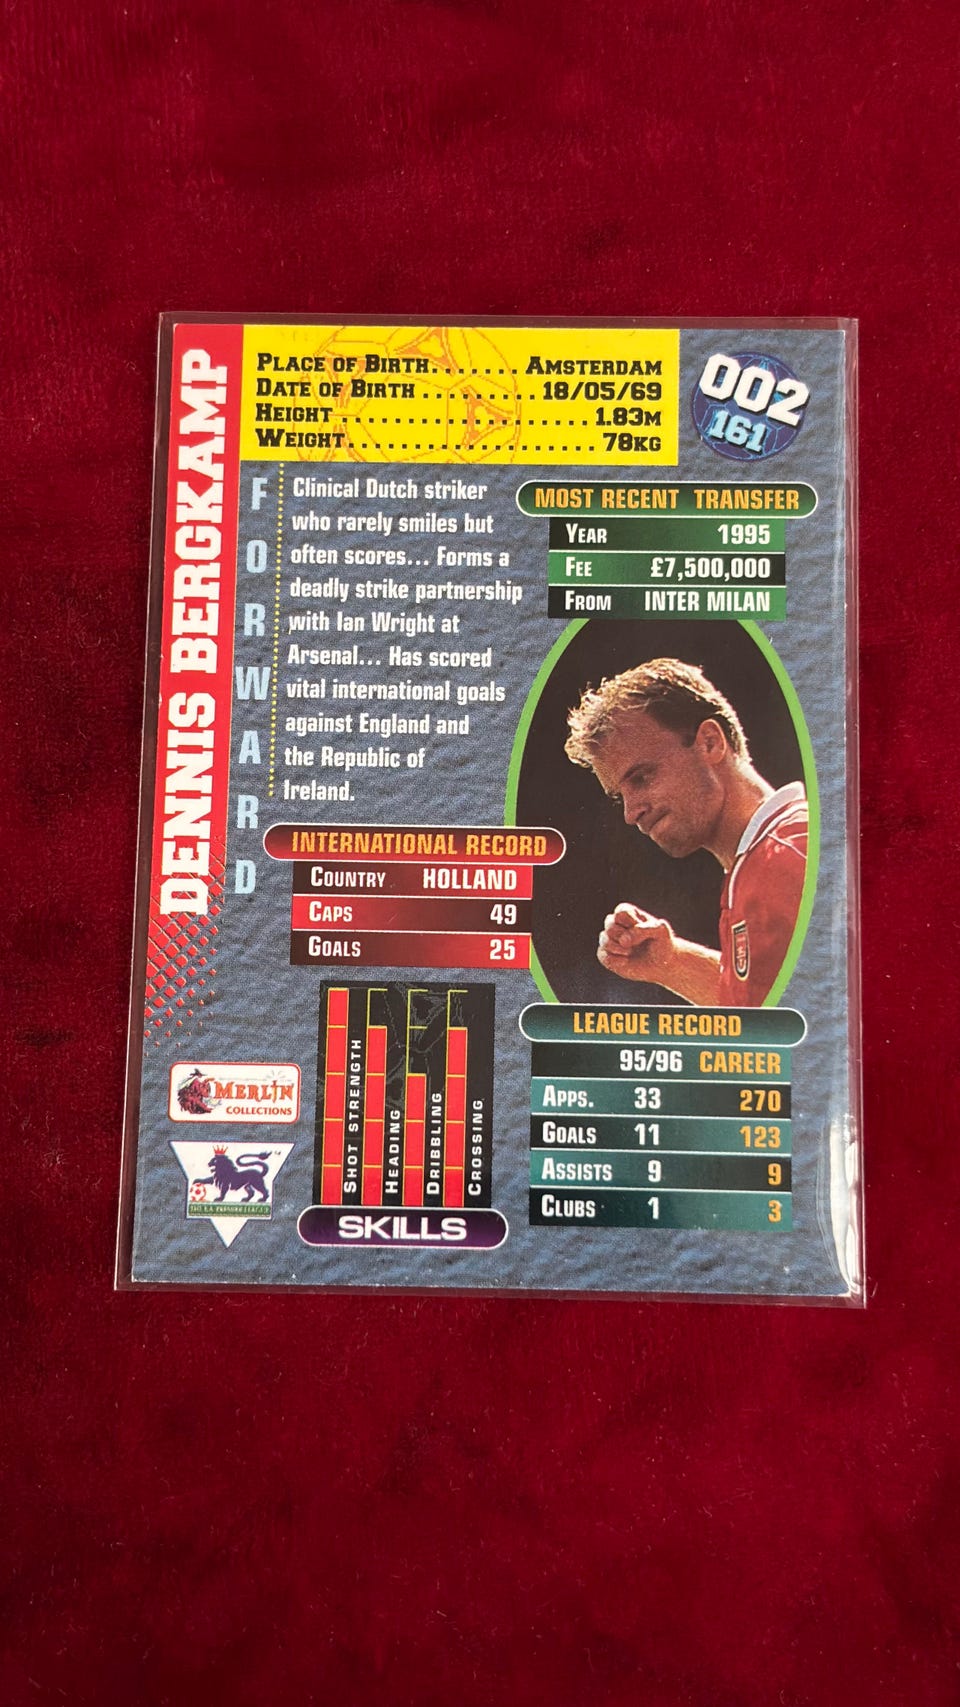 DENNIS BERGKAMP
PLACE OF BIRTH....... AMSTERDAM
DATE OF BIRTH ......... 18/05/69
HEIGHT ..................... 1.83M
WEIGHT..................... 78KG
002
161
FORWARD
Clinical Dutch striker
who rarely smiles but
often scores... Forms a
deadly strike partnership
with Ian Wright at
Arsenal... Has scored
vital international goals
against England and
the Republic of
Ireland.
MOST RECENT TRANSFER
YEAR 1995
FEE £7,500,000
FROM INTER MILAN
INTERNATIONAL RECORD
COUNTRY HOLLAND
CAPS 49
GOALS 25
SHOT STRENGTH
HEADING
DRIBBLING
CROSSING
SKILLS
LEAGUE RECORD
95/96 CAREER
APPS. 33 270
GOALS 11 123
ASSISTS 9 9
CLUBS 1 3
MERLIN
COLLECTIONS
THE F.A. PREMIER LEAGUE